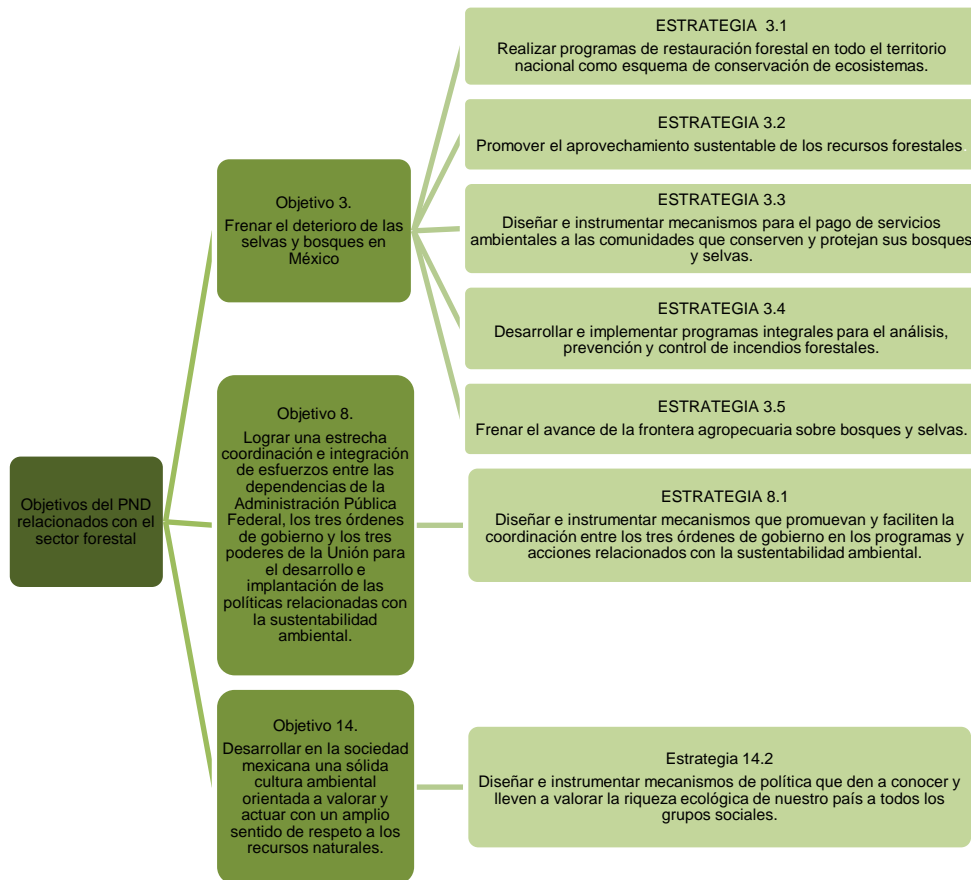 Objetivos del PND
relacionados con el
sector forestal
Objetivo 3.
Frenar el deterioro de las
selvas y bosques en
México
ESTRATEGIA 3.1
Realizar programas de restauración forestal en todo el territorio
nacional como esquema de conservación de ecosistemas.
ESTRATEGIA 3.2
Promover el aprovechamiento sustentable de los recursos forestales
ESTRATEGIA 3.3
Diseñar e instrumentar mecanismos para el pago de servicios
ambientales a las comunidades que conserven y protejan sus bosques
y selvas.
ESTRATEGIA 3.4
Desarrollar e implementar programas integrales para el análisis,
prevención y control de incendios forestales.
ESTRATEGIA 3.5
Frenar el avance de la frontera agropecuaria sobre bosques y selvas.
Objetivo 8.
Lograr una estrecha
coordinación e integración
de esfuerzos entre las
dependencias de la
Administración Pública
Federal, los tres órdenes
de gobierno y los tres
poderes de la Unión para
el desarrollo e
implantación de las
políticas relacionadas con
la sustentabilidad
ambiental.
ESTRATEGIA 8.1
Diseñar e instrumentar mecanismos que promuevan y faciliten la
coordinación entre los tres órdenes de gobierno en los programas y
acciones relacionados con la sustentabilidad ambiental.
Objetivo 14.
Desarrollar en la sociedad
mexicana una sólida
cultura ambiental
orientada a valorar y
actuar con un amplio
sentido de respeto a los
recursos naturales.
Estrategia 14.2
Diseñar e instrumentar mecanismos de política que den a conocer y
lleven a valorar la riqueza ecológica de nuestro país a todos los
grupos sociales.